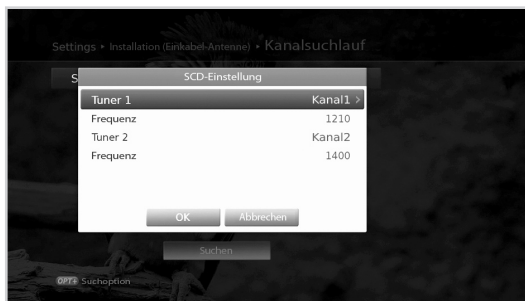 Settings • Installation (Einkabel-Antenne) • Kanalsuchlauf
S
SCD-Einstellung
Tuner 1 Kanal1 >
Frequenz 1210
Tuner 2 Kanal2
Frequenz 1400
OK Abbrechen
Suchen
OPT+ Suchoption